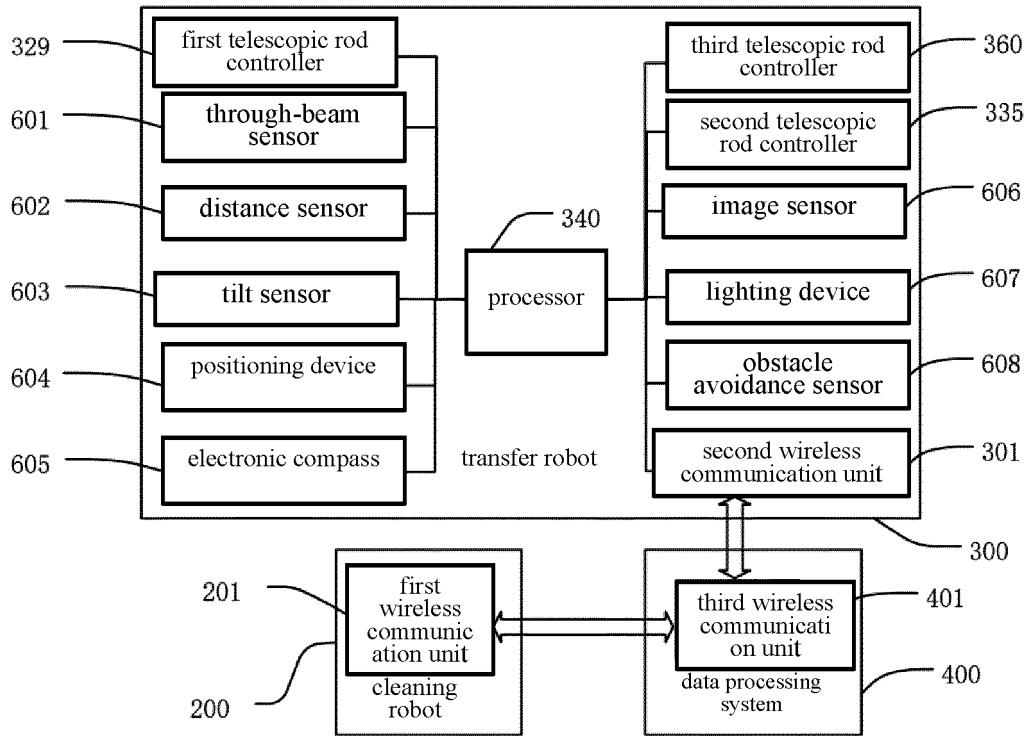 329
first telescopic rod
controller
601
through-beam
sensor
602
distance sensor
603
tilt sensor
604
positioning device
605
electronic compass
340
processor
transfer robot
third telescopic rod
controller
360
second telescopic
rod controller
335
image sensor
606
lighting device
607
obstacle
avoidance sensor
608
second wireless
communication unit
301
300
201
200
first
wireless
communic
ation unit
cleaning
robot
third wireless
communicati
on unit
data processing
system
401
400